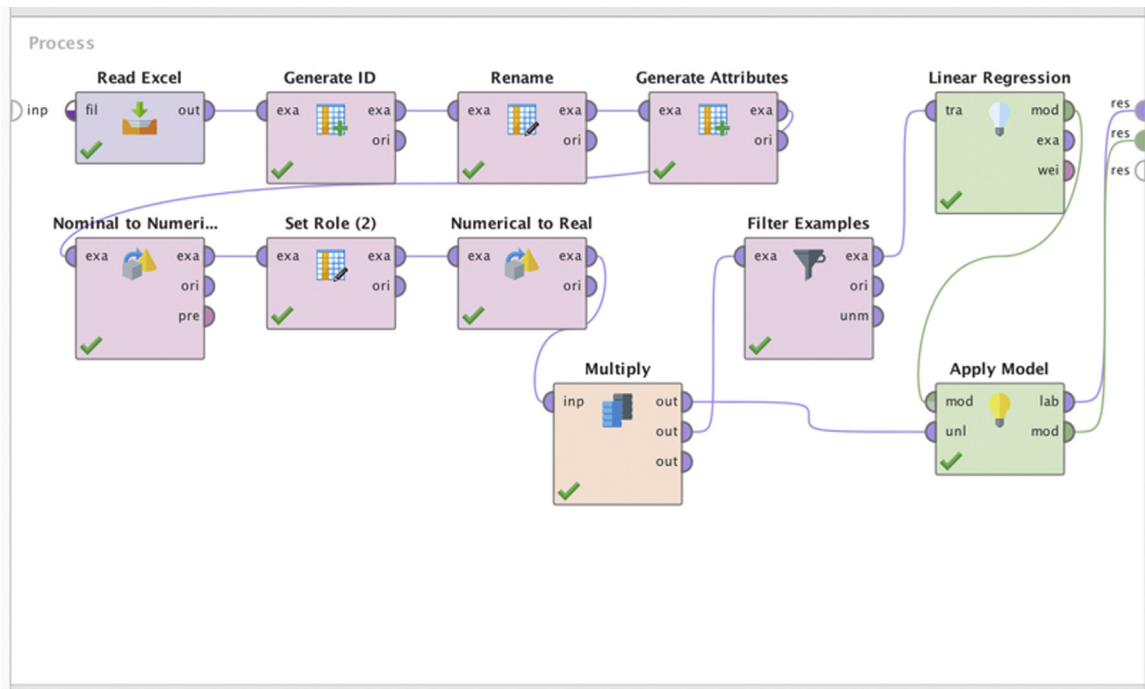 Process
Read Excel
Generate ID
Rename
Generate Attributes
Linear Regression
inp
fil
out
exa
exa
ori
exa
exa
ori
exa
exa
ori
tra
mod
exa
wei
res
res
res
Nominal to Numeri...
Set Role (2)
Numerical to Real
Filter Examples
exa
exa
ori
pre
exa
exa
ori
exa
exa
ori
exa
exa
ori
unm
Multiply
Apply Model
inp
out
out
out
mod
lab
unl
mod